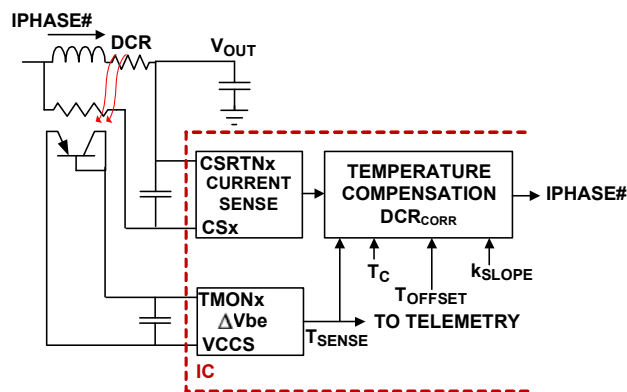 IPHASE#
DCR
VOUT
CSRTNx
CURRENT
SENSE
CSx
TEMPERATURE
COMPENSATION
DCRCORR
IPHASE#
TC
TOFFSET
kSLOPE
TMONx
ΔVbe
VCCS
TSENSE
TO TELEMETRY
IC